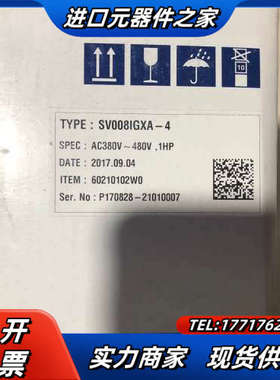 进口元器件之家
10
TYPE : SV008IGXA-4
SPEC : AC380V~480V ,1HP
DATE : 2017.09.04
ITEM : 60210102W0
Ser. No : P170828-21010007
开
票
TEL:1771762
实力商家 现货供